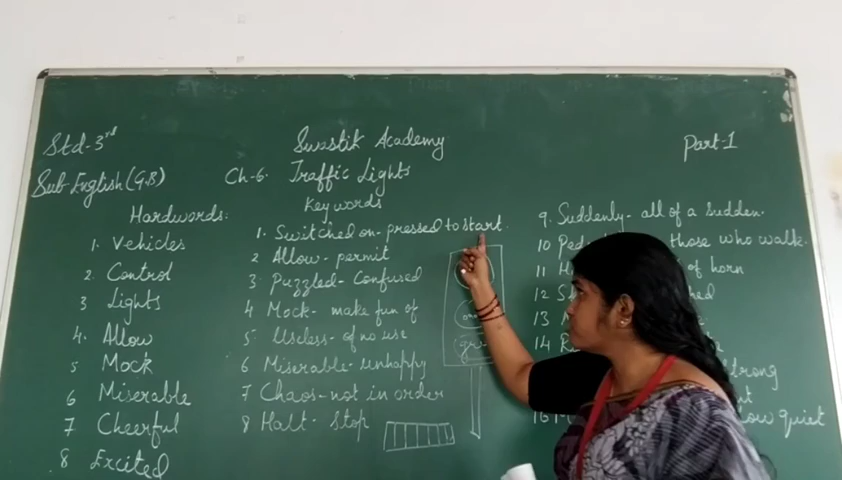 Std-3rd
Swastik Academy
Part-1
Sub-English(G.B)
Ch-6. Traffic Lights
Hardwords:
1. Vehicles
2. Control
3 Lights
4. Allow
5 Mock
6 Miserable
7 Cheerful
8 Excited
Keywords
1. Switched on-pressed to start.
2 Allow- permit
3 Puzzled- Confused
4 Mock- make fun of
5 Useless- of no use
6 Miserable- unhappy
7 Chaos-not in order
8 Halt- Stop
9. Suddenly- all of a sudden.
10 those who walk.
11 of horn
12
13
14
strong
16 quiet